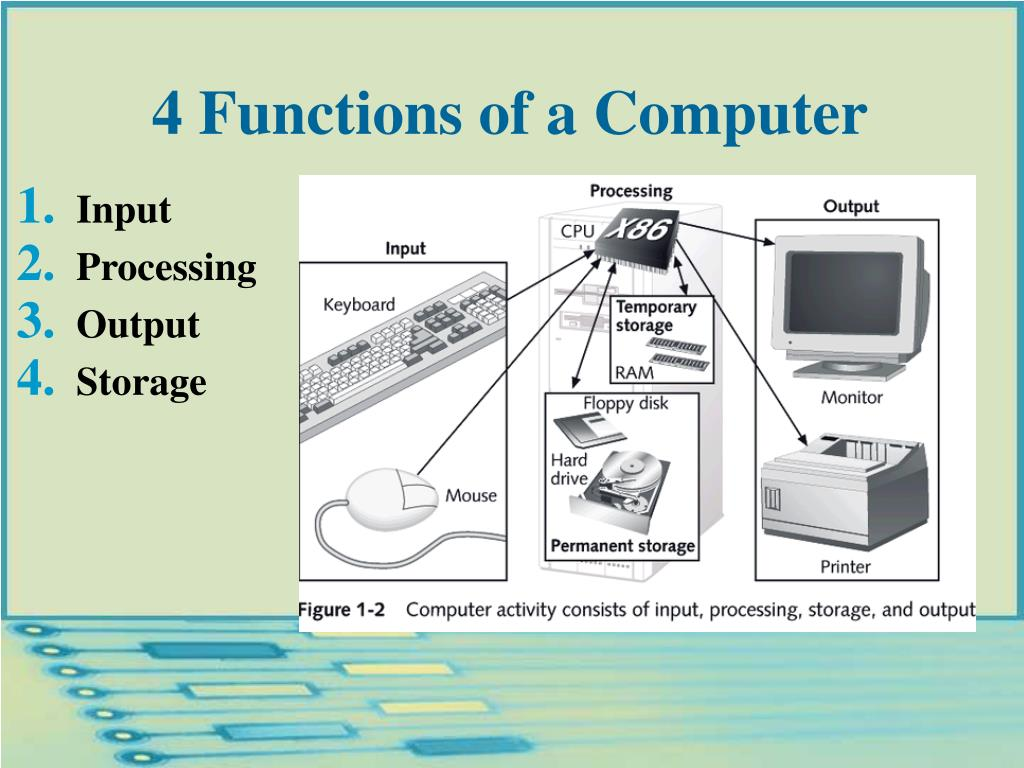 4 Functions of a Computer
1. Input
2. Processing
3. Output
4. Storage
Processing
Output
CPU
X86
Input
Keyboard
Temporary
storage
RAM
Floppy disk
Monitor
Hard
drive
Mouse
Permanent storage
Printer
Figure 1-2 Computer activity consists of input, processing, storage, and output